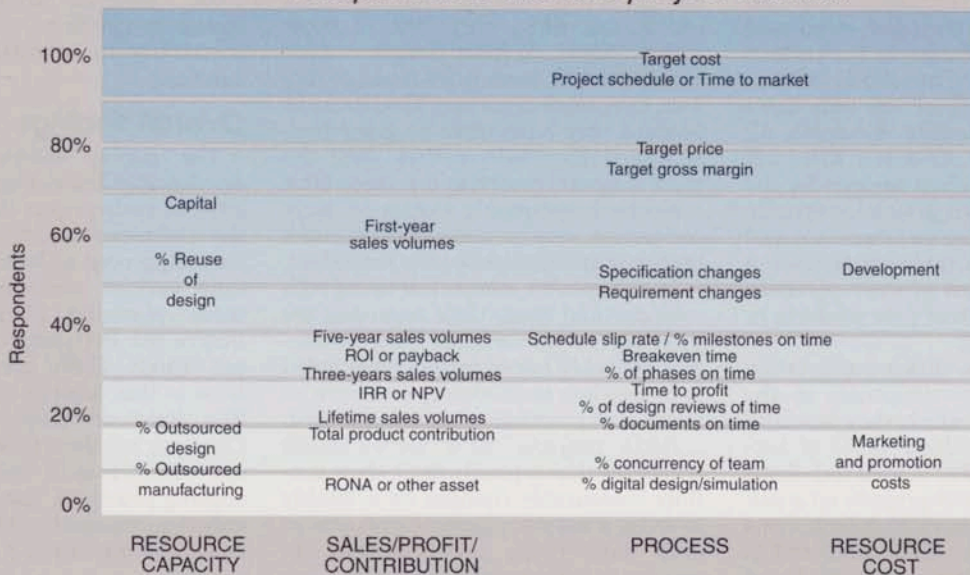 100%
80%
60%
40%
20%
0%
Respondents
Capital
% Reuse
of
design
% Outsourced
design
% Outsourced
manufacturing
First-year
sales volumes
Five-year sales volumes
ROI or payback
Three-years sales volumes
IRR or NPV
Lifetime sales volumes
Total product contribution
RONA or other asset
Target cost
Project schedule or Time to market
Target price
Target gross margin
Specification changes
Requirement changes
Schedule slip rate / % milestones on time
Breakeven time
% of phases on time
Time to profit
% of design reviews of time
% documents on time
% concurrency of team
% digital design/simulation
Development
Marketing
and promotion
costs
RESOURCE
CAPACITY
SALES/PROFIT/
CONTRIBUTION
PROCESS
RESOURCE
COST